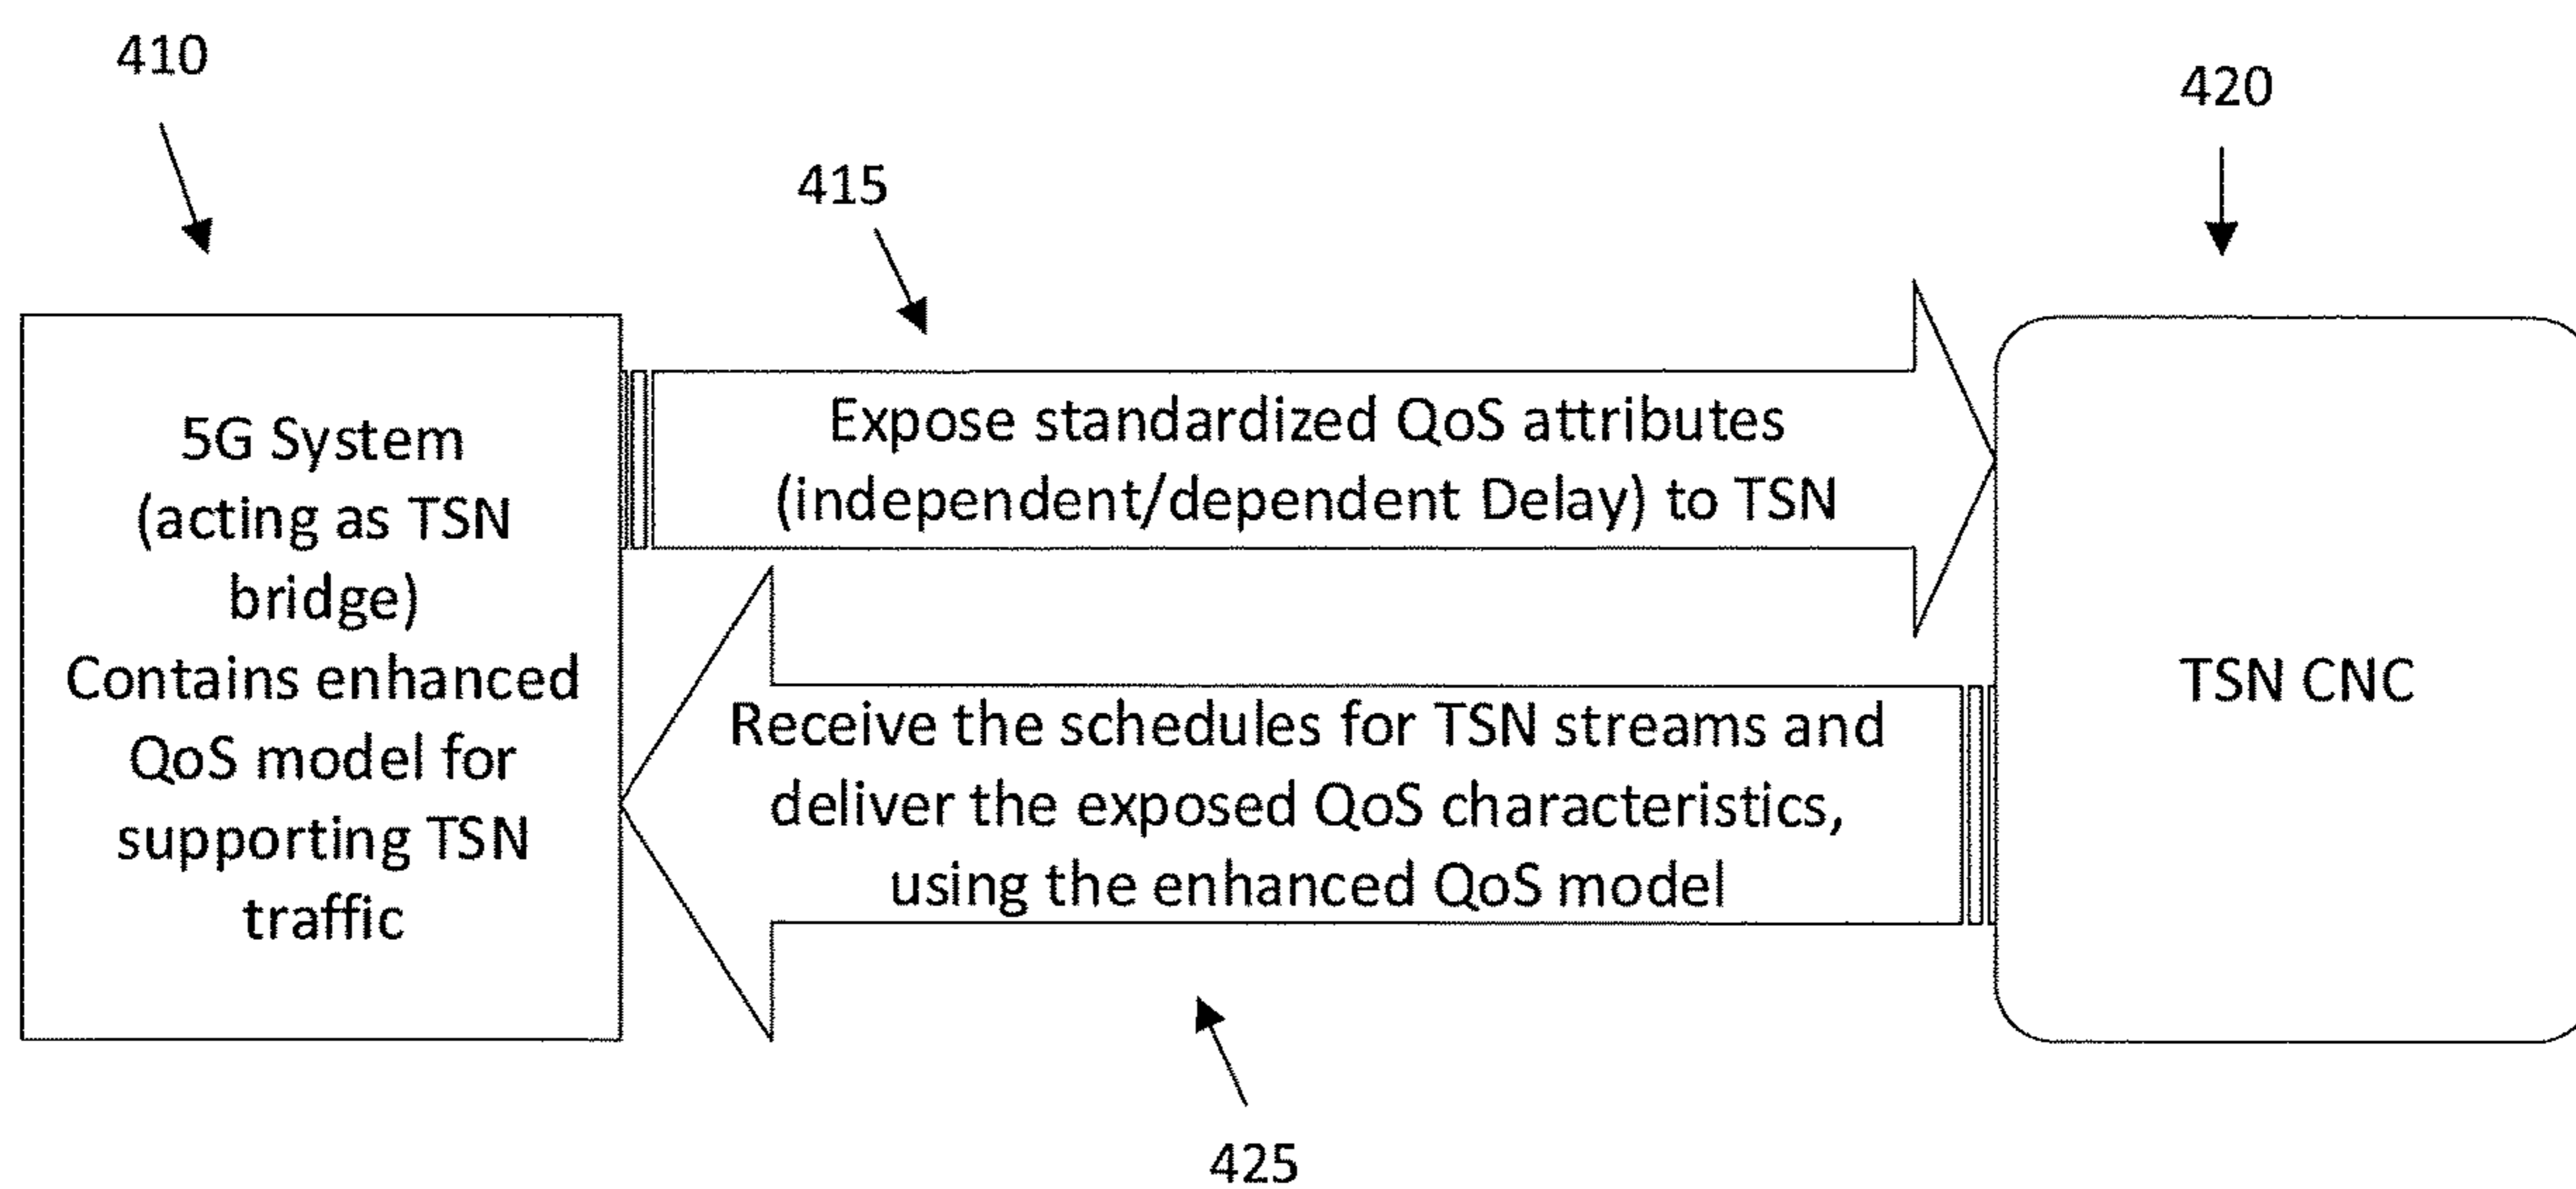 410
420
415
5G System
(acting as TSN
bridge)
Contains enhanced
QoS model for
supporting TSN
traffic
Expose standardized QoS attributes
(independent/dependent Delay) to TSN
Receive the schedules for TSN streams and
deliver the exposed QoS characteristics,
using the enhanced QoS model
TSN CNC
425